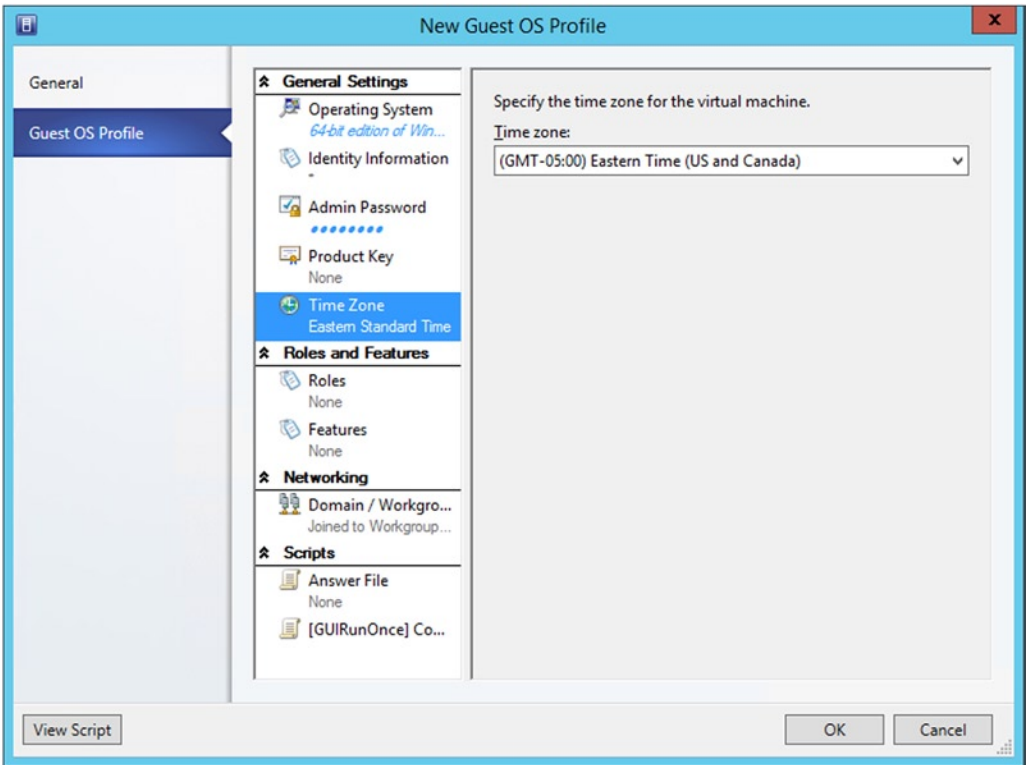 New Guest OS Profile
x
General
Guest OS Profile
General Settings
Operating System
64-bit edition of Win...
Identity Information
-
Admin Password
Product Key
None
Time Zone
Eastern Standard Time
Roles and Features
Roles
None
Features
None
Networking
Domain / Workgro...
Joined to Workgroup...
Scripts
Answer File
None
[GUIRunOnce] Co...
Specify the time zone for the virtual machine.
Time zone:
(GMT-05:00) Eastern Time (US and Canada)
View Script
OK
Cancel